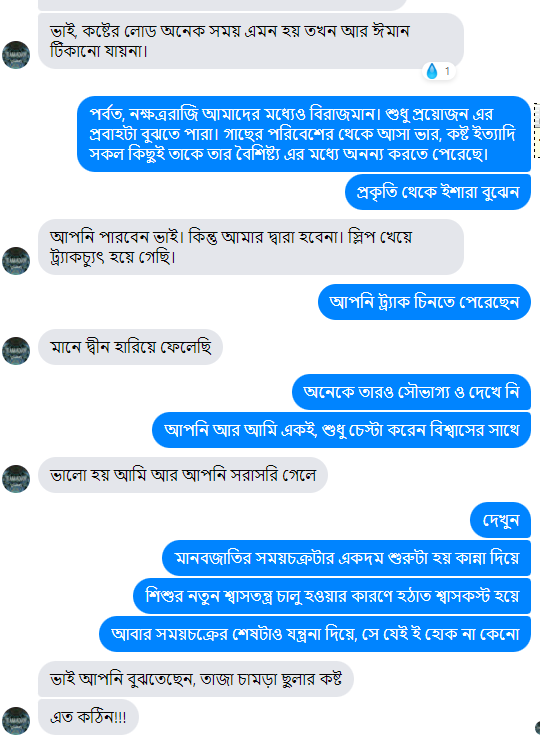 ভাই, কষ্টের লোড অনেক সময় এমন হয় তখন আর ঈমান
টিকানো যায়না।
1
পর্বত, নক্ষত্ররাজি আমাদের মধ্যেও বিরাজমান। শুধু প্রয়োজন এর
প্রবাহটা বুঝতে পারা। গাছের পরিবেশের থেকে আসা ভার, কষ্ট ইত্যাদি
সকল কিছুই তাকে তার বৈশিষ্ট্য এর মধ্যে অনন্য করতে পেরেছে।
প্রকৃতি থেকে ইশারা বুঝেন
আপনি পারবেন ভাই। কিন্তু আমার দ্বারা হবেনা। স্লিপ খেয়ে
ট্র্যাকচ্যুৎ হয়ে গেছি।
আপনি ট্র্যাক চিনতে পেরেছেন
মানে দ্বীন হারিয়ে ফেলেছি
অনেকে তারও সৌভাগ্য ও দেখে নি
আপনি আর আমি একই, শুধু চেস্টা করেন বিশ্বাসের সাথে
ভালো হয় আমি আর আপনি সরাসরি গেলে
দেখুন
মানবজাতির সময়চক্রটার একদম শুরুটা হয় কান্না দিয়ে
শিশুর নতুন শ্বাসতন্ত্র চালু হওয়ার কারণে হঠাত শ্বাসকস্ট হয়ে
আবার সময়চক্রের শেষটাও যন্ত্রনা দিয়ে, সে যেই ই হোক না কেনো
ভাই আপনি বুঝতেছেন, তাজা চামড়া ছুলার কষ্ট
এত কঠিন!!!